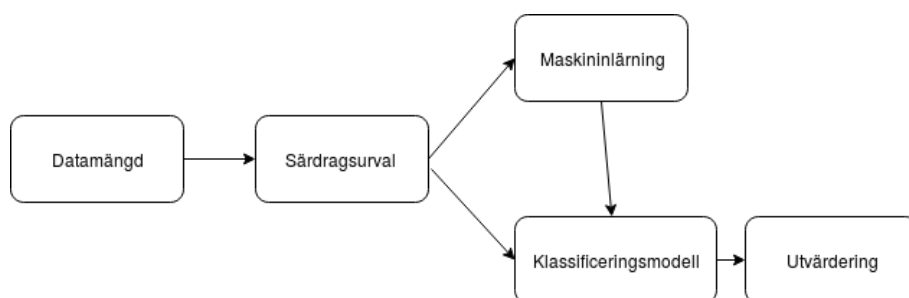 Datamängd
Särdragsurval
Maskininlärning
Klassificeringsmodell
Utvärdering